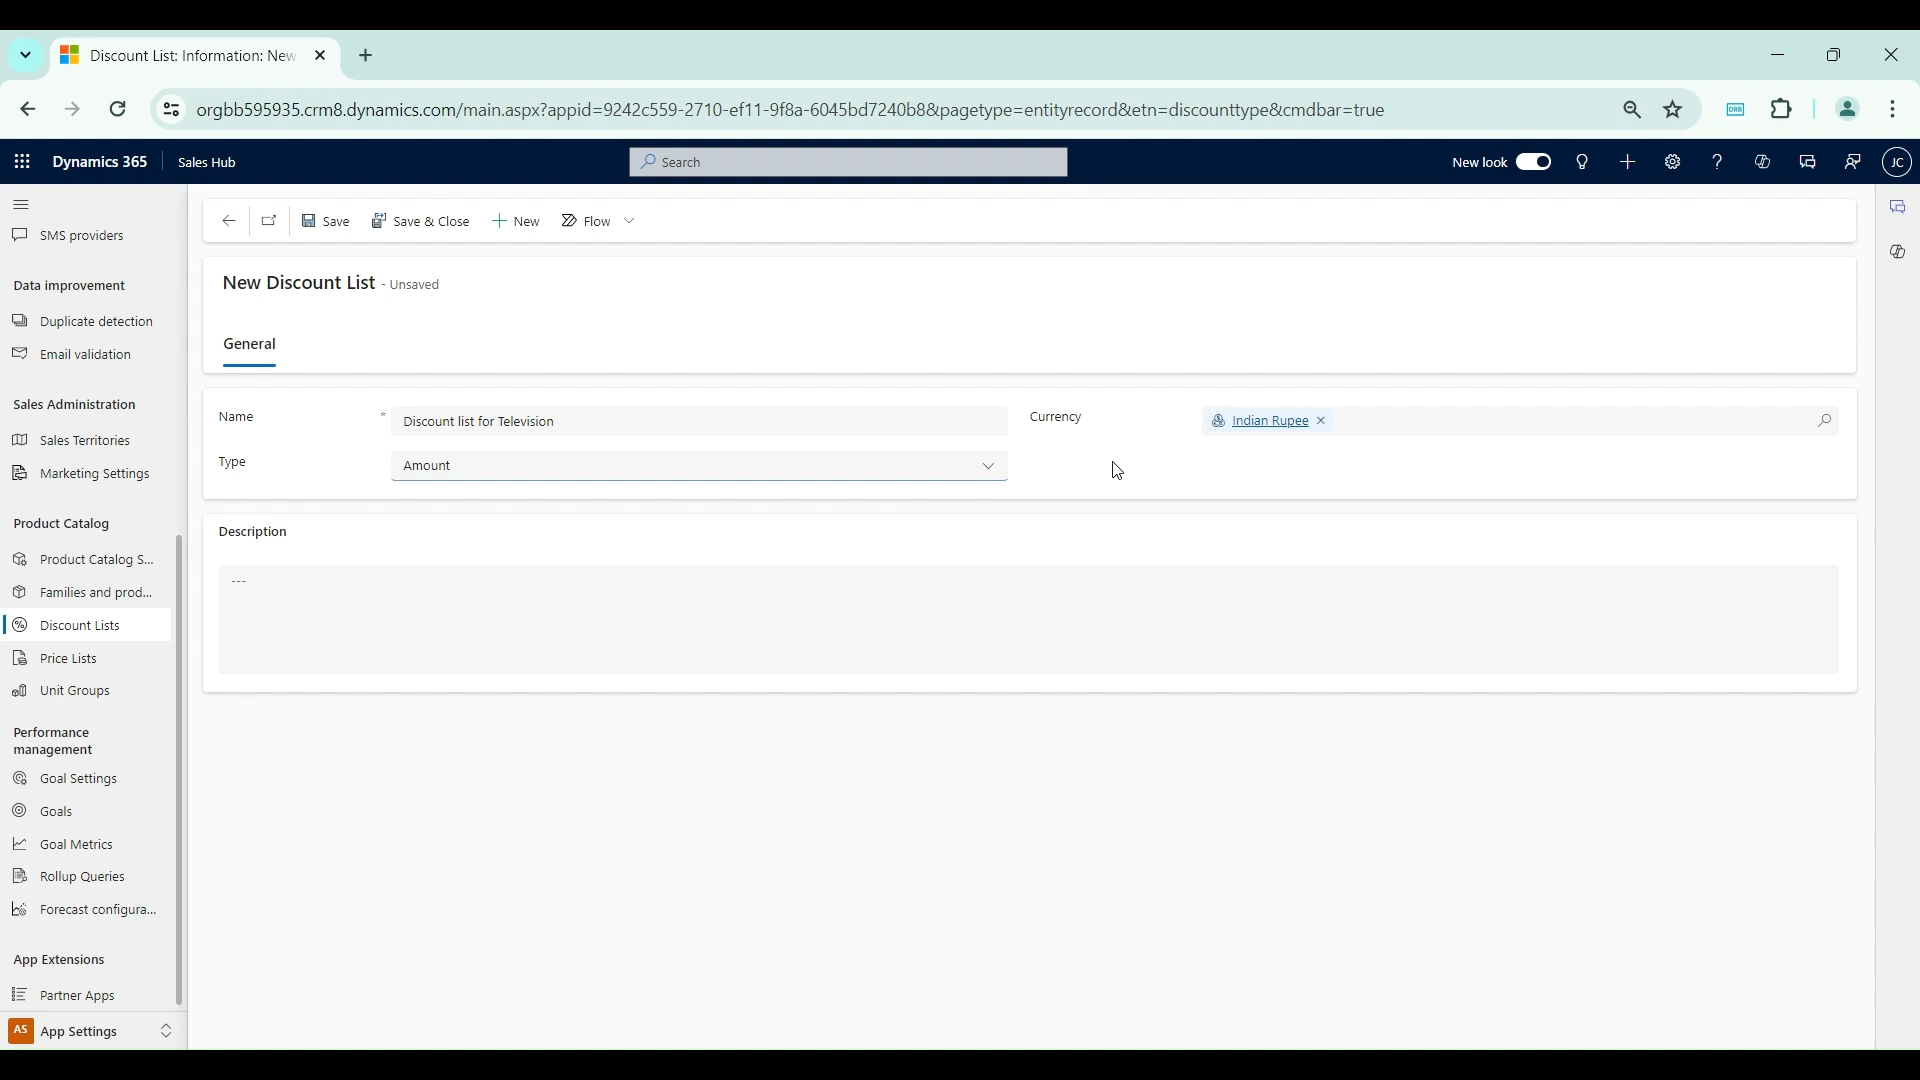 Discount List: Information: New
orgbb595935.crm8.dynamics.com/main.aspx?appid=9242c559-2710-ef11-9f8a-6045bd7240b8&pagetype=entityrecord&etn=discounttype&cmdbar=true
DRB
Dynamics 365
Sales Hub
Search
New look
JC
Save
Save & Close
New
Flow
SMS providers
Data improvement
Duplicate detection
Email validation
Sales Administration
Sales Territories
Marketing Settings
Product Catalog
Product Catalog S...
Families and prod...
Discount Lists
Price Lists
Unit Groups
Performance
management
Goal Settings
Goals
Goal Metrics
Rollup Queries
Forecast configura...
App Extensions
Partner Apps
AS App Settings
New Discount List - Unsaved
General
Name * Discount list for Television
Currency Indian Rupee
Type Amount
Description
---